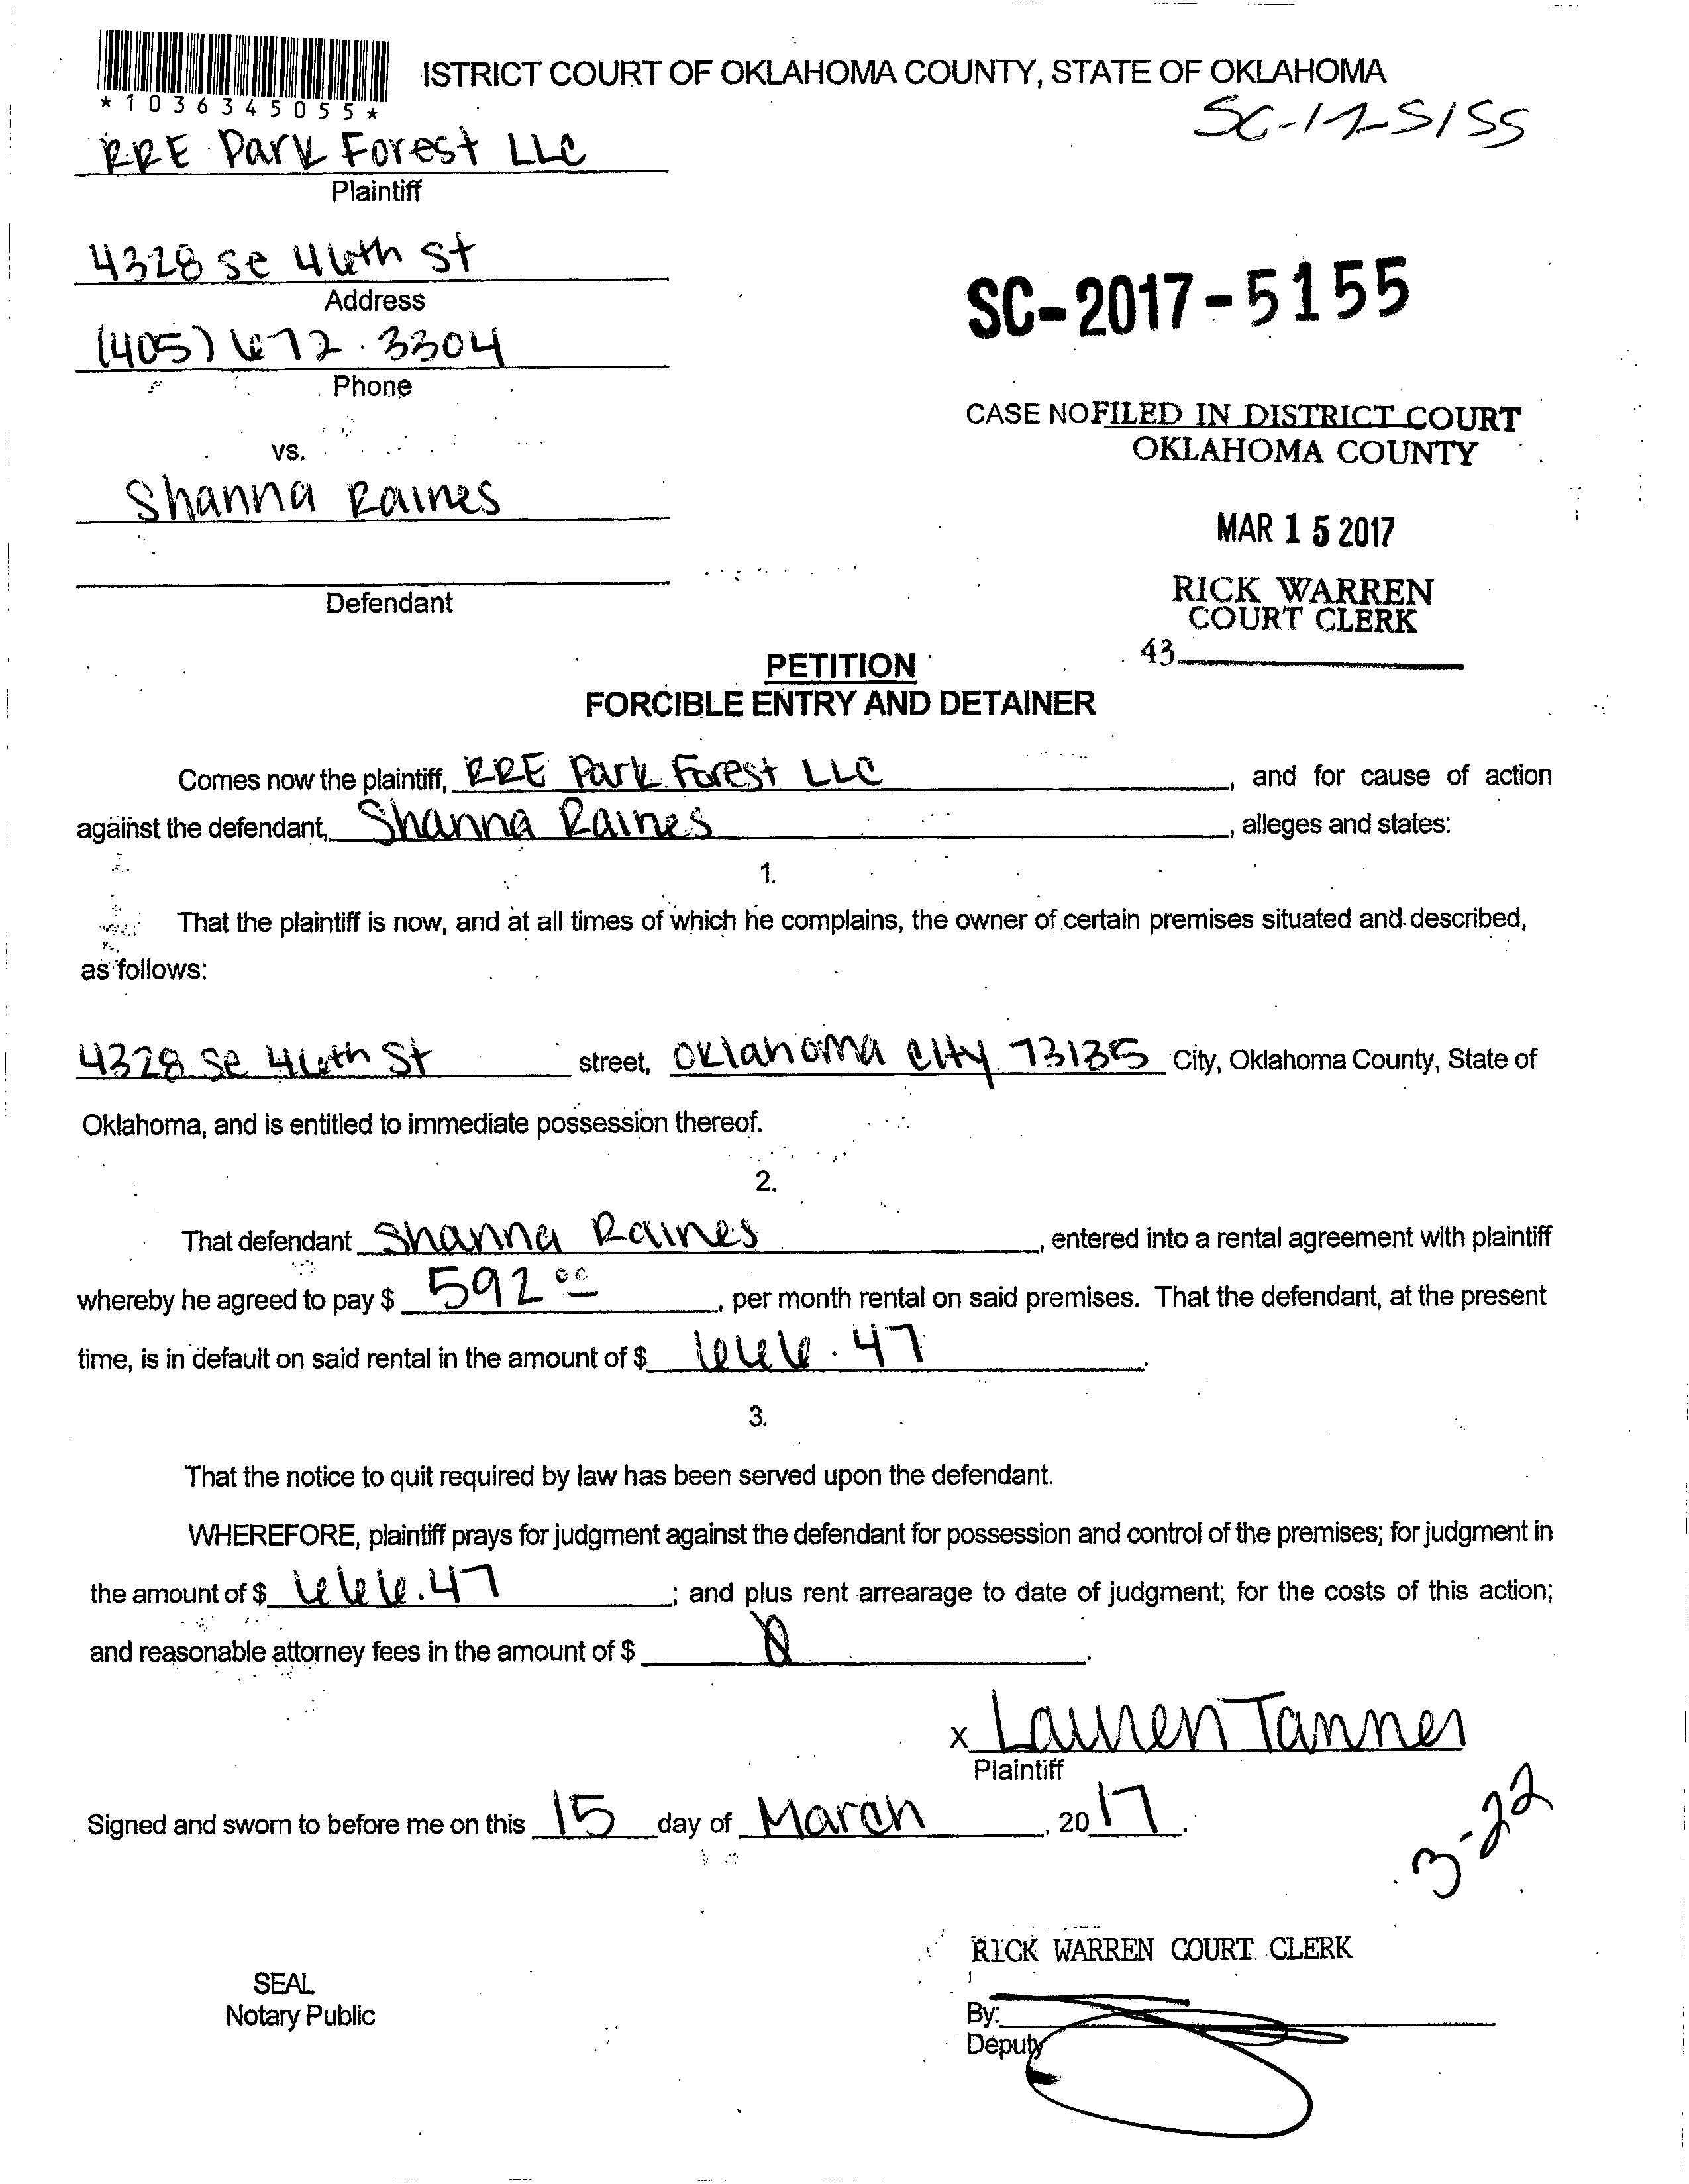 ISTRICT COURT OF OKLAHOMA COUNTY, STATE OF OKLAHOMA
*1036345055*
SC-17-5155
RRE Park Forest LLC
Plaintiff
4328 SE 46th St
Address
(405) 672.3304
Phone
SC-2017-5155
CASE NO FILED IN DISTRICT COURT
OKLAHOMA COUNTY
vs.
Shanna Raines
MAR 15 2017
Defendant
RICK WARREN
COURT CLERK
43
PETITION
FORCIBLE ENTRY AND DETAINER
Comes now the plaintiff, RRE Park Forest LLC, and for cause of action
against the defendant, Shanna Raines, alleges and states:
1.
That the plaintiff is now, and at all times of which he complains, the owner of certain premises situated and described,
as follows:
4328 SE 46th St street, Oklahoma City 73135 City, Oklahoma County, State of
Oklahoma, and is entitled to immediate possession thereof.
2.
That defendant Shanna Raines, entered into a rental agreement with plaintiff
whereby he agreed to pay $ 592 00, per month rental on said premises. That the defendant, at the present
time, is in default on said rental in the amount of $ 666.47.
3.
That the notice to quit required by law has been served upon the defendant.
WHEREFORE, plaintiff prays for judgment against the defendant for possession and control of the premises; for judgment in
the amount of $ 666.47; and plus rent arrearage to date of judgment; for the costs of this action;
and reasonable attorney fees in the amount of $ 0.
x Lauren Tanner
Plaintiff
Signed and sworn to before me on this 15 day of March, 2017.
3-22
RICK WARREN COURT CLERK
SEAL
Notary Public
By:
Deputy